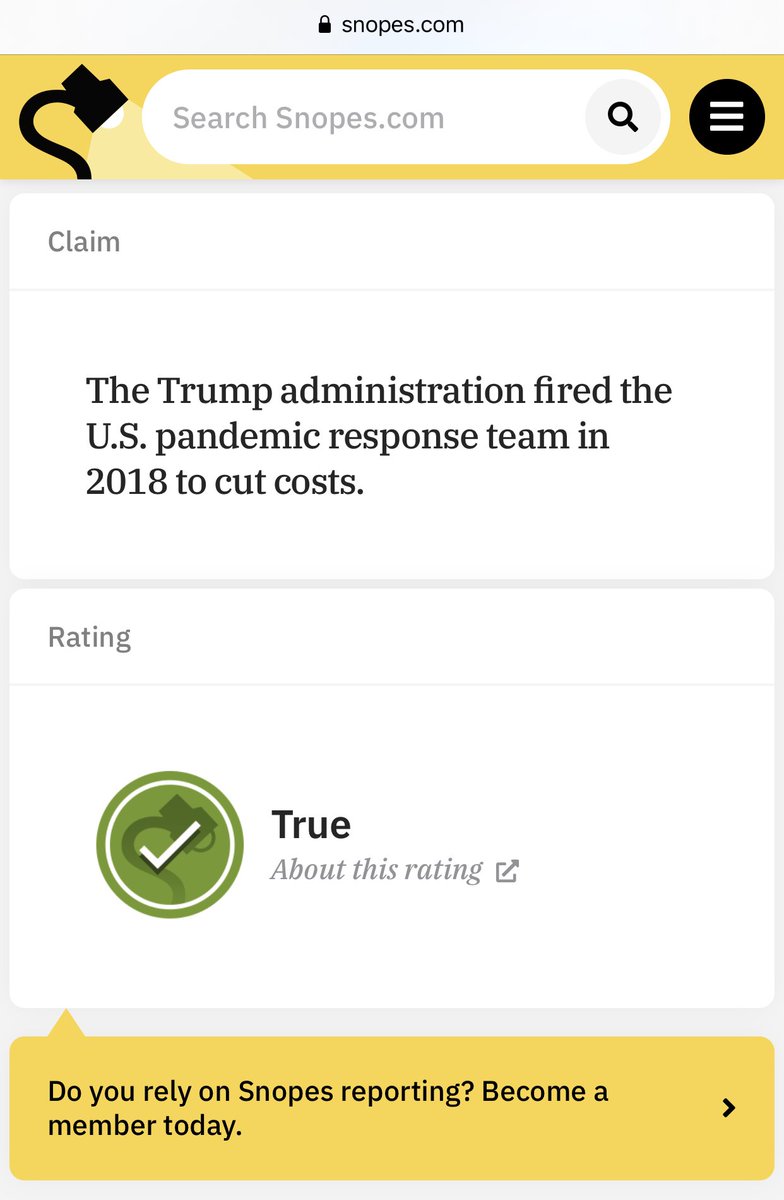 snopes.com
Search Snopes.com
Claim
The Trump administration fired the
U.S. pandemic response team in
2018 to cut costs.
Rating
True
About this rating
Do you rely on Snopes reporting? Become a
member today.